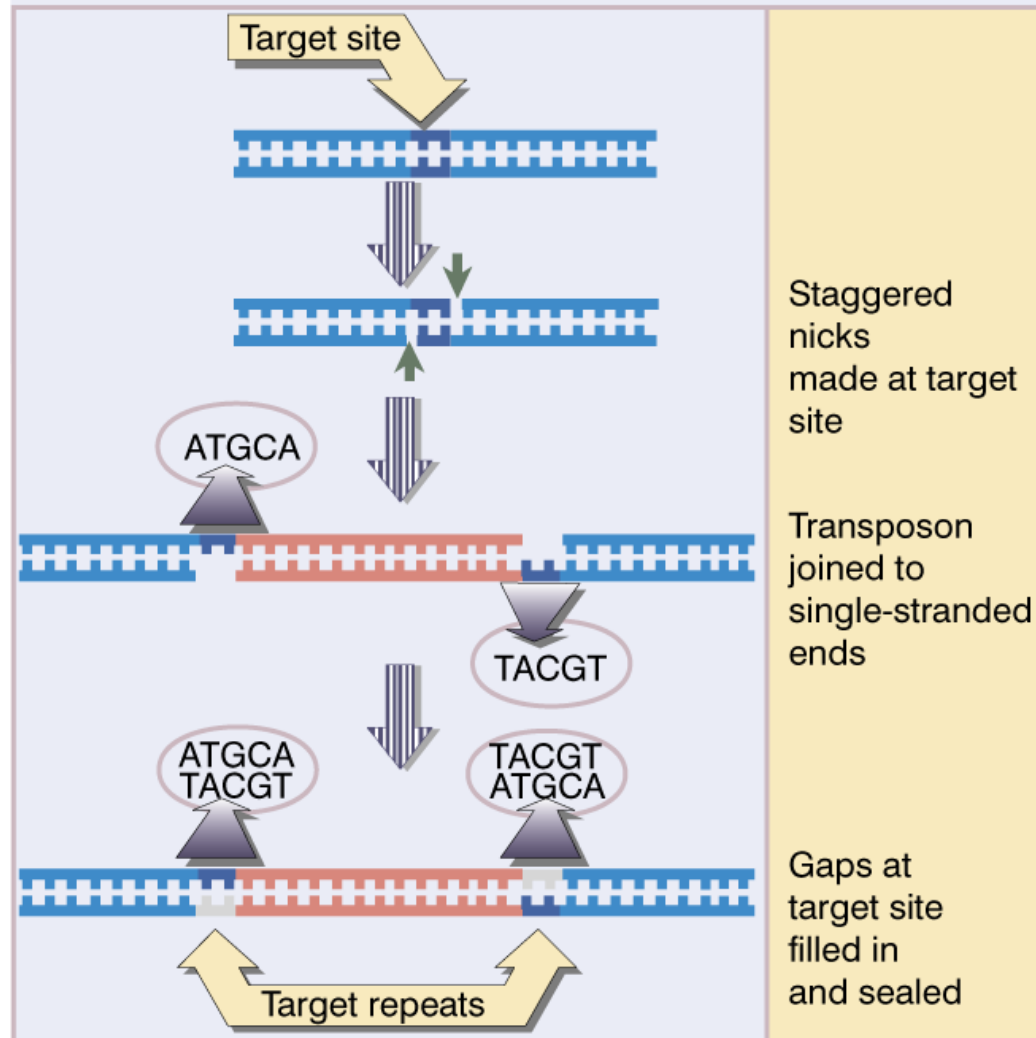 Target site
Staggered
nicks
made at target
site
ATGCA
Transposon
joined to
single-stranded
ends
TACGT
ATGCA
TACGT
TACGT
ATGCA
Gaps at
target site
filled in
and sealed
Target repeats